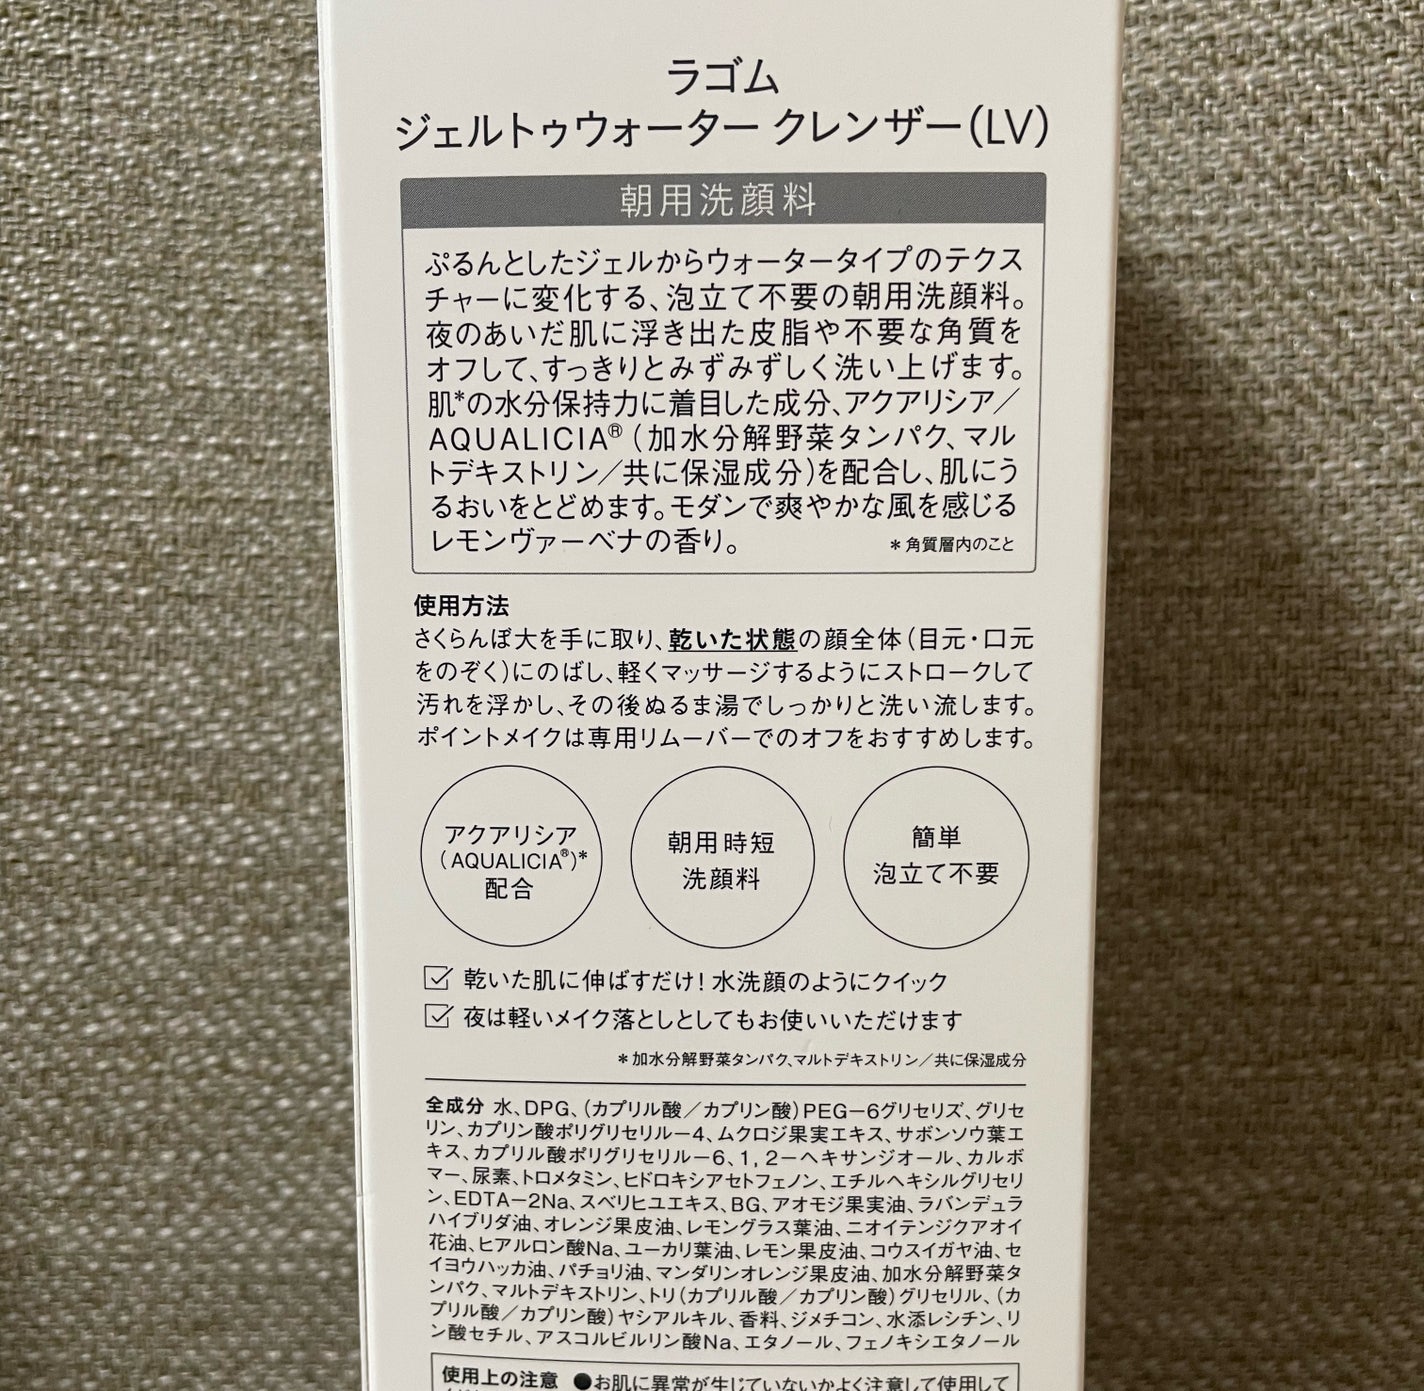 ラゴム
ジェルトゥウォーター クレンザー(LV)
朝用洗顔料
ぷるんとしたジェルからウォータータイプのテクス
チャーに変化する、泡立て不要の朝用洗顔料。
夜のあいだ肌に浮き出た皮脂や不要な角質を
オフして、すっきりとみずみずしく洗い上げます。
肌*の水分保持力に着目した成分、アクアリシア／
AQUALICIA®(加水分解野菜タンパク、マル
トデキストリン／共に保湿成分)を配合し、肌にう
るおいをとどめます。モダンで爽やかな風を感じる
レモンヴァーベナの香り。 *角質層内のこと
使用方法
さくらんぼ大を手に取り、乾いた状態の顔全体(目元・口元
をのぞく)にのばし、軽くマッサージするようにストロークして
汚れを浮かし、その後ぬるま湯でしっかりと洗い流します。
ポイントメイクは専用リムーバーでのオフをおすすめします。
アクアリシア
(AQUALICIA®)*
配合
朝用時短
洗顔料
簡単
泡立て不要
☑ 乾いた肌に伸ばすだけ！水洗顔のようにクイック
☑ 夜は軽いメイク落としとしてもお使いいただけます
*加水分解野菜タンパク、マルトデキストリン／共に保湿成分
全成分 水、DPG、(カプリル酸／カプリン酸)PEG－6グリセリズ、グリセ
リン、カプリン酸ポリグリセリル－4、ムクロジ果実エキス、サボンソウ葉エ
キス、カプリル酸ポリグリセリル－6、1,2－ヘキサンジオール、カルボ
マー、尿素、トロメタミン、ヒドロキシアセトフェノン、エチルヘキシルグリセリ
ン、EDTA－2Na、スベリヒユエキス、BG、アオモジ果実油、ラバンデュラ
ハイブリダ油、オレンジ果皮油、レモングラス葉油、ニオイテンジクアオイ
花油、ヒアルロン酸Na、ユーカリ葉油、レモン果皮油、コウスイガヤ油、セ
イヨウハッカ油、パチョリ油、マンダリンオレンジ果皮油、加水分解野菜タ
ンパク、マルトデキストリン、トリ(カプリル酸／カプリン酸)グリセリル、(カ
プリル酸／カプリン酸)ヤシアルキル、香料、ジメチコン、水添レシチン、リ
ン酸セチル、アスコルビルリン酸Na、エタノール、フェノキシエタノール
使用上の注意 ●お肌に異常が生じていないかよく注意して使用して